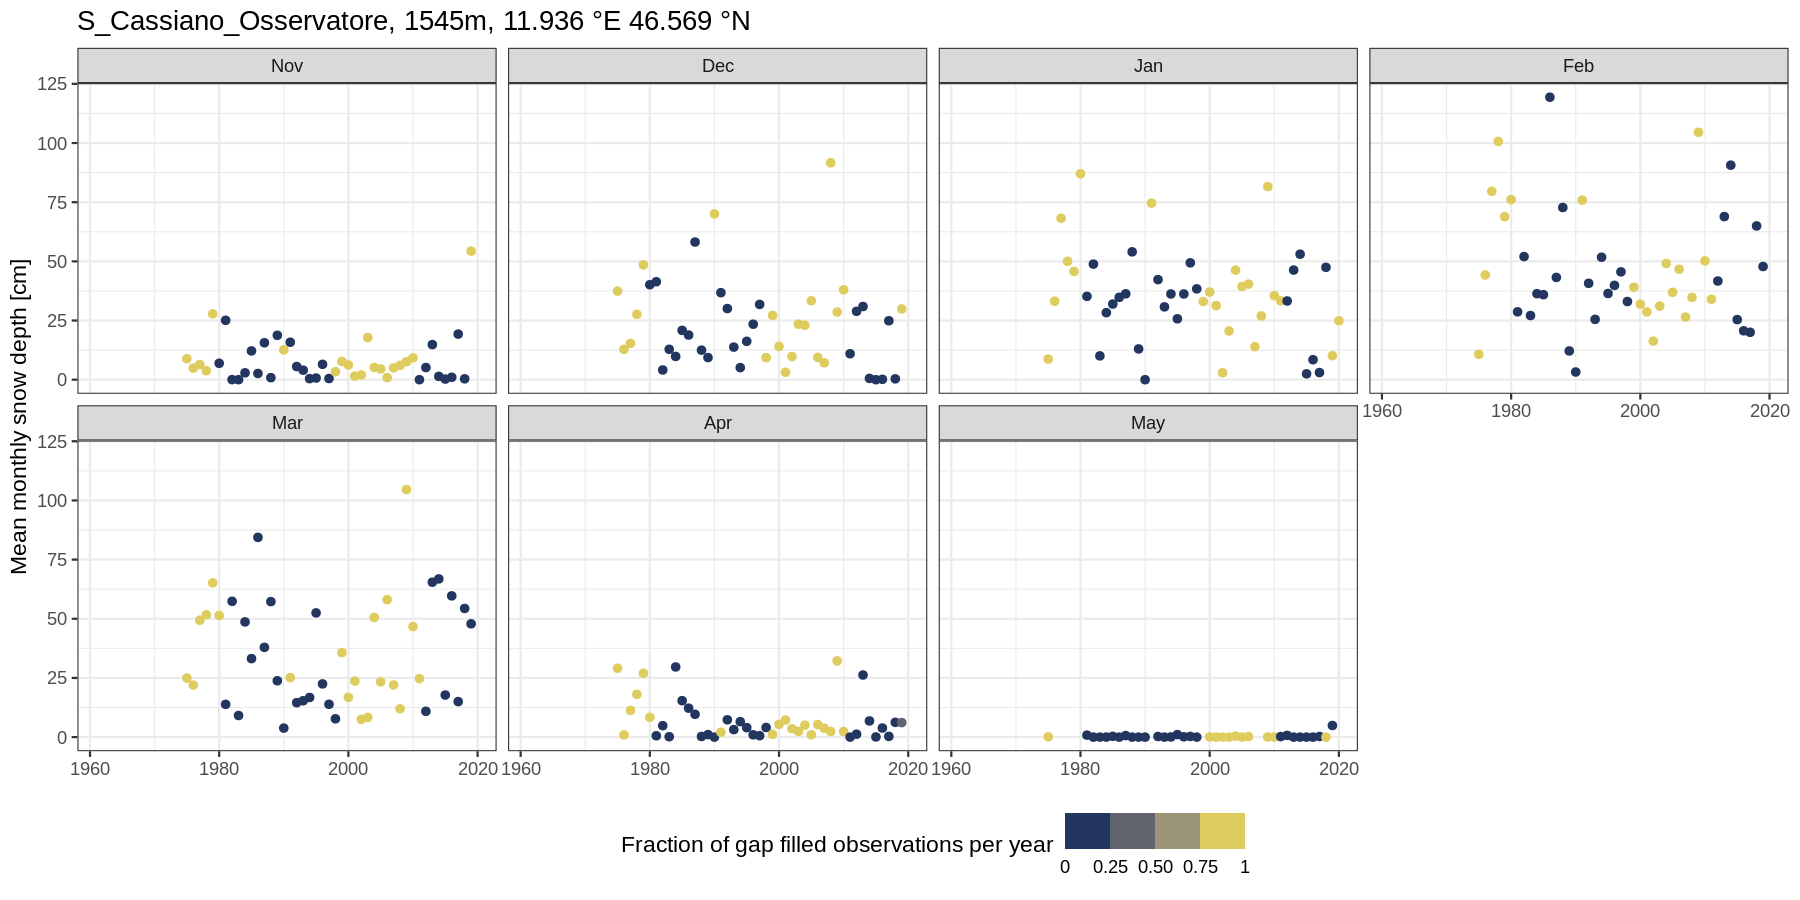 S_Cassiano_Osservatore, 1545m, 11.936 °E 46.569 °N
Nov
Dec
Jan
Feb
125
100
75
50
25
0
1960 1980 2000 2020
Mar
Apr
May
125
100
75
50
25
0
1960 1980 2000 2020
1960 1980 2000 2020
1960 1980 2000 2020
Mean monthly snow depth [cm]
Fraction of gap filled observations per year
0 0.25 0.50 0.75 1